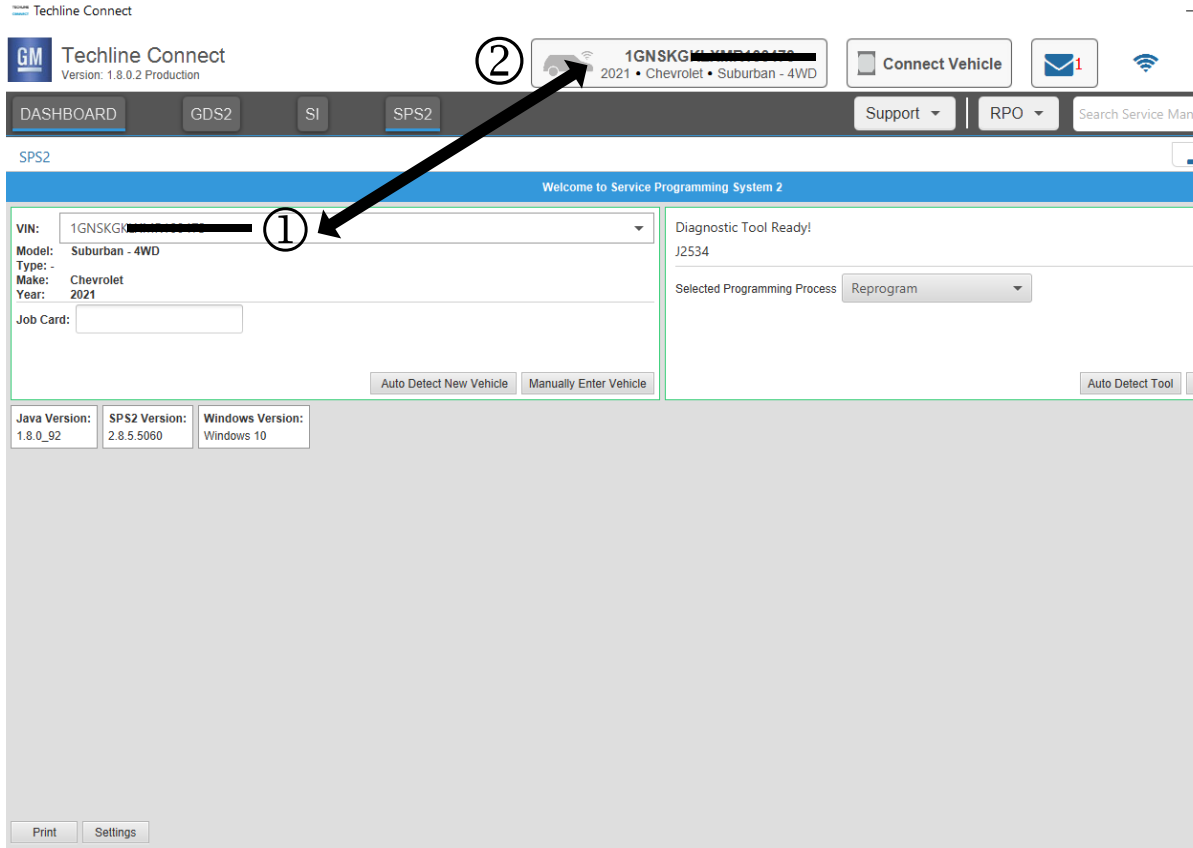 Techline Connect
GM
Techline Connect
Version: 1.8.0.2 Production
②
1GNSKG
2021 • Chevrolet • Suburban - 4WD
Connect Vehicle
1
DASHBOARD
GDS2
SI
SPS2
Support
RPO
Search Service Man
SPS2
Welcome to Service Programming System 2
VIN:
1GNSKGK
①
Model: Suburban - 4WD
Type: -
Make: Chevrolet
Year: 2021
Job Card:
Auto Detect New Vehicle
Manually Enter Vehicle
Diagnostic Tool Ready!
J2534
Selected Programming Process
Reprogram
Auto Detect Tool
Java Version:
1.8.0_92
SPS2 Version:
2.8.5.5060
Windows Version:
Windows 10
Print
Settings